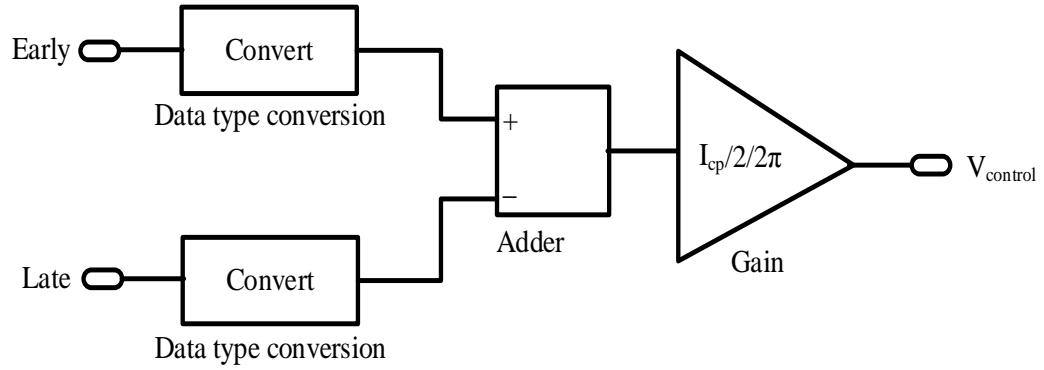 Early
Convert
Data type conversion
+
−
Adder
I_cp/2/2π
Gain
V_control
Late
Convert
Data type conversion